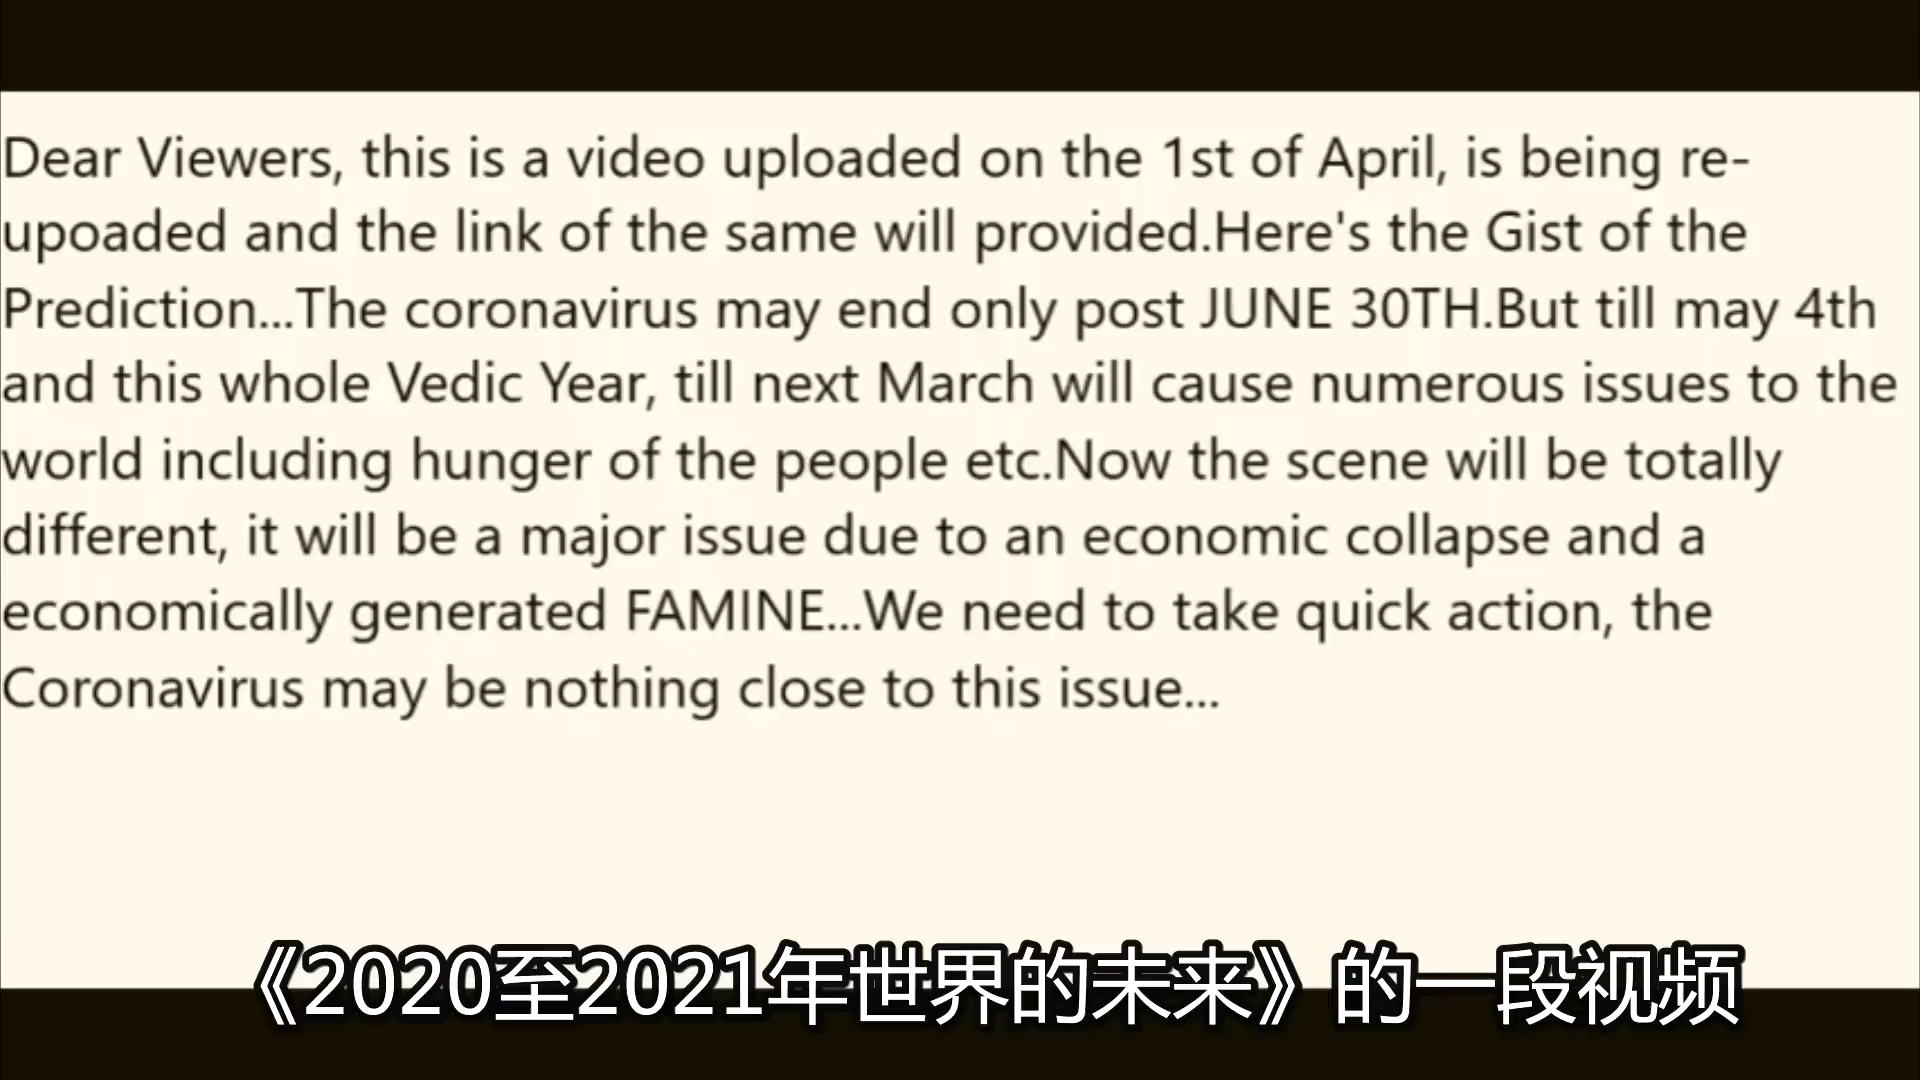 Dear Viewers, this is a video uploaded on the 1st of April, is being re-
upoaded and the link of the same will provided.Here's the Gist of the
Prediction...The coronavirus may end only post JUNE 30TH.But till may 4th
and this whole Vedic Year, till next March will cause numerous issues to the
world including hunger of the people etc.Now the scene will be totally
different, it will be a major issue due to an economic collapse and a
economically generated FAMINE...We need to take quick action, the
Coronavirus may be nothing close to this issue...
《2020至2021年世界的未来》的一段视频